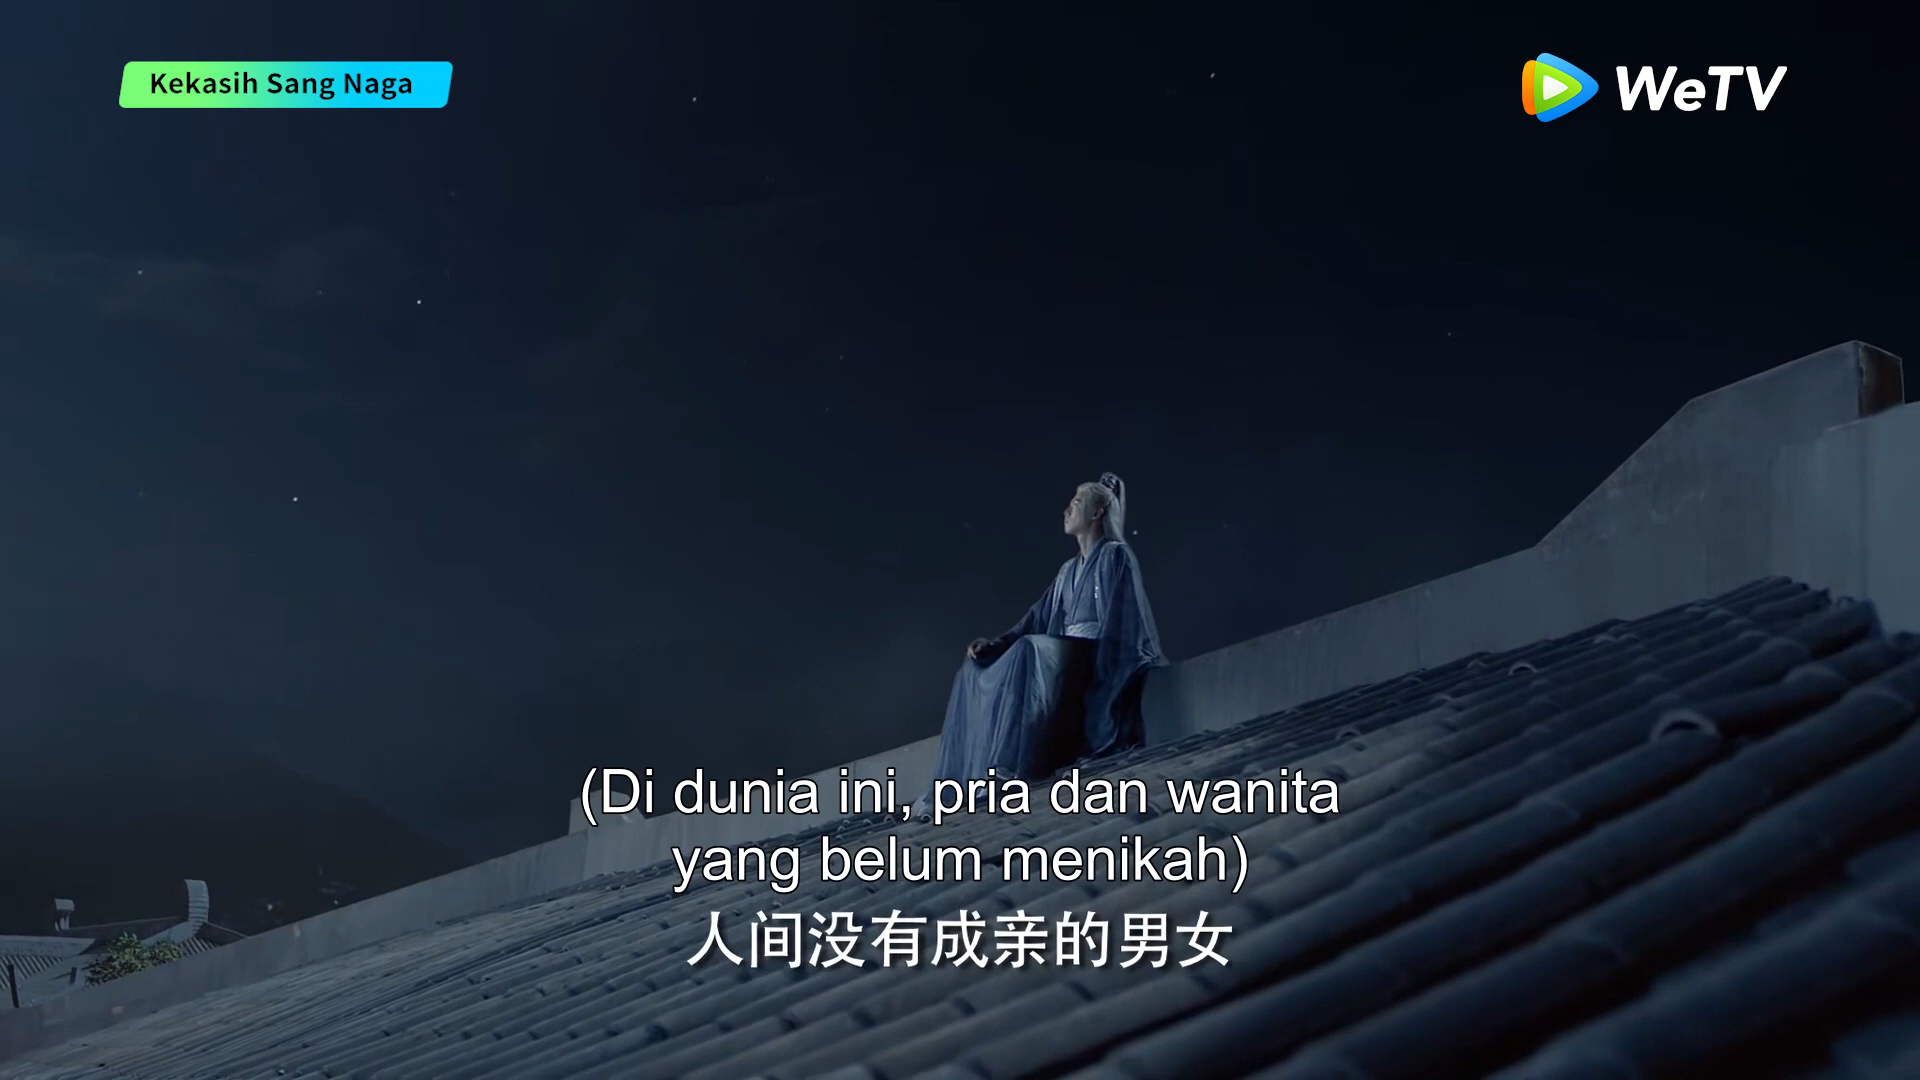 Kekasih Sang Naga
WeTV
(Di dunia ini, pria dan wanita
yang belum menikah)
人间没有成亲的男女